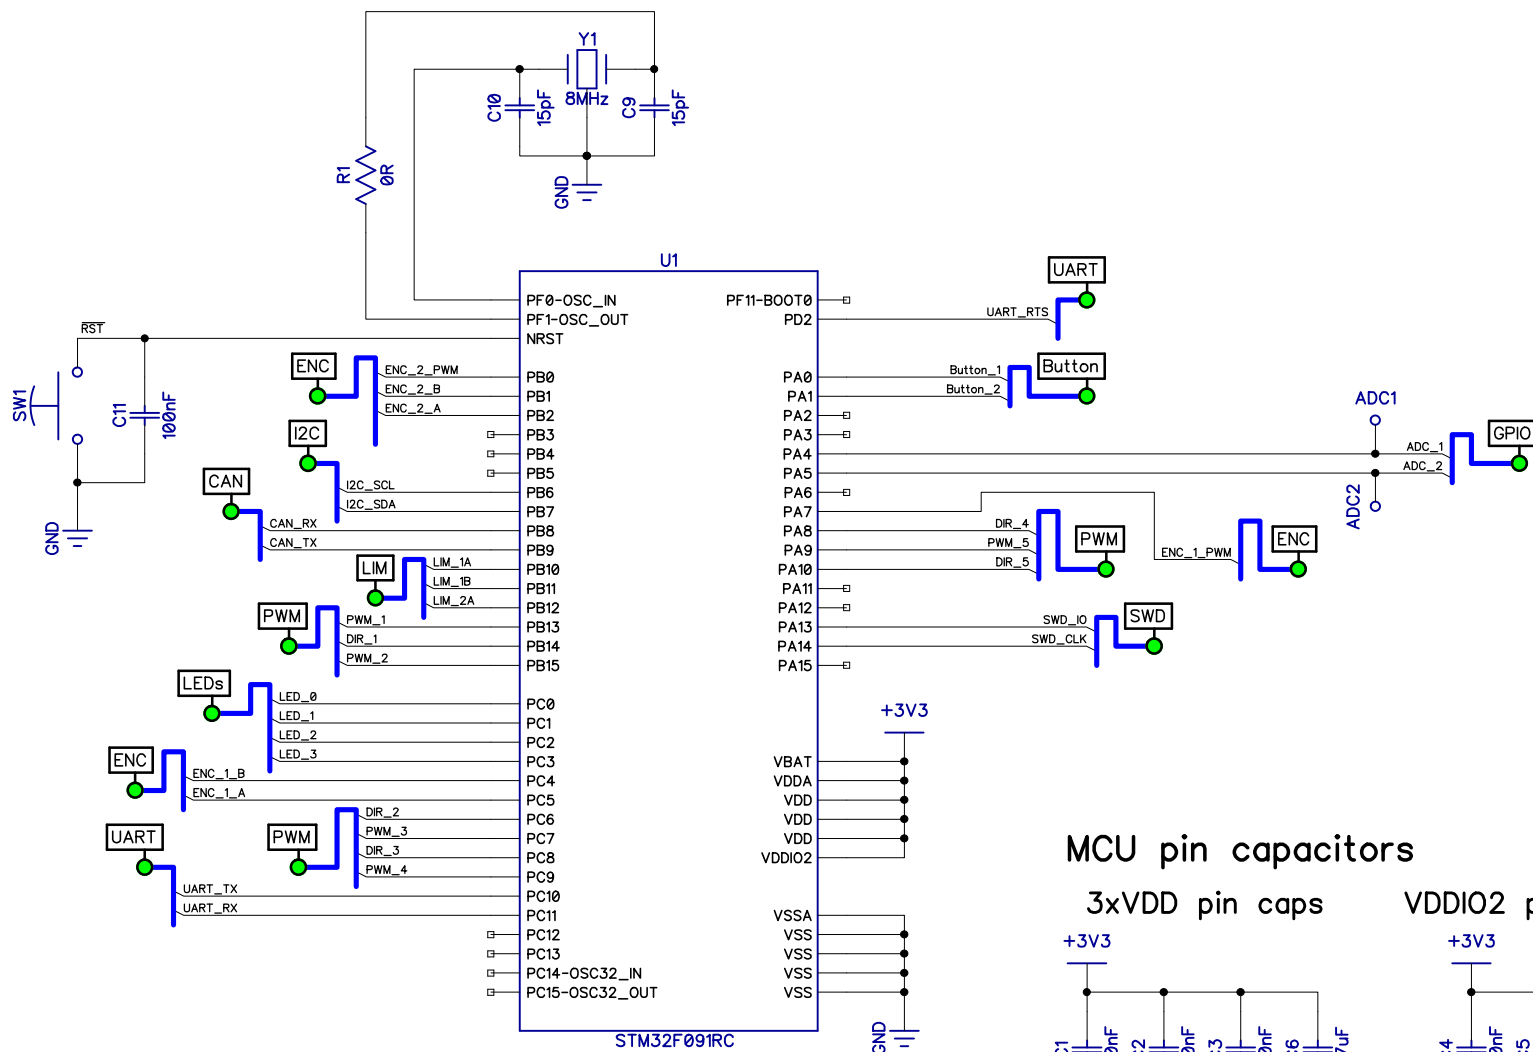 Y1
8MHz
C10
15pF
C9
15pF
R1
0R
GND
U1
PF0-OSC_IN
PF1-OSC_OUT
NRST
PB0
PB1
PB2
PB3
PB4
PB5
PB6
PB7
PB8
PB9
PB10
PB11
PB12
PB13
PB14
PB15
PC0
PC1
PC2
PC3
PC4
PC5
PC6
PC7
PC8
PC9
PC10
PC11
PC12
PC13
PC14-OSC32_IN
PC15-OSC32_OUT
PF11-BOOT0
PD2
PA0
PA1
PA2
PA3
PA4
PA5
PA6
PA7
PA8
PA9
PA10
PA11
PA12
PA13
PA14
PA15
VBAT
VDDA
VDD
VDD
VDD
VDDIO2
VSSA
VSS
VSS
VSS
VSS
STM32F091RC
RST
SW1
C11
100nF
GND
ENC
ENC_2_PWM
ENC_2_B
ENC_2_A
I2C
I2C_SCL
I2C_SDA
CAN
CAN_RX
CAN_TX
LIM
LIM_1A
LIM_1B
LIM_2A
PWM
PWM_1
DIR_1
PWM_2
LEDs
LED_0
LED_1
LED_2
LED_3
ENC
ENC_1_B
ENC_1_A
PWM
DIR_2
PWM_3
DIR_3
PWM_4
UART
UART_TX
UART_RX
UART
UART_RTS
Button
Button_1
Button_2
ADC1
ADC_1
ADC_2
ADC2
GPIO
DIR_4
PWM_5
DIR_5
PWM
ENC_1_PWM
ENC
SWD_IO
SWD_CLK
SWD
+3V3
GND
MCU pin capacitors
3xVDD pin caps
VDDIO2
+3V3
+3V3